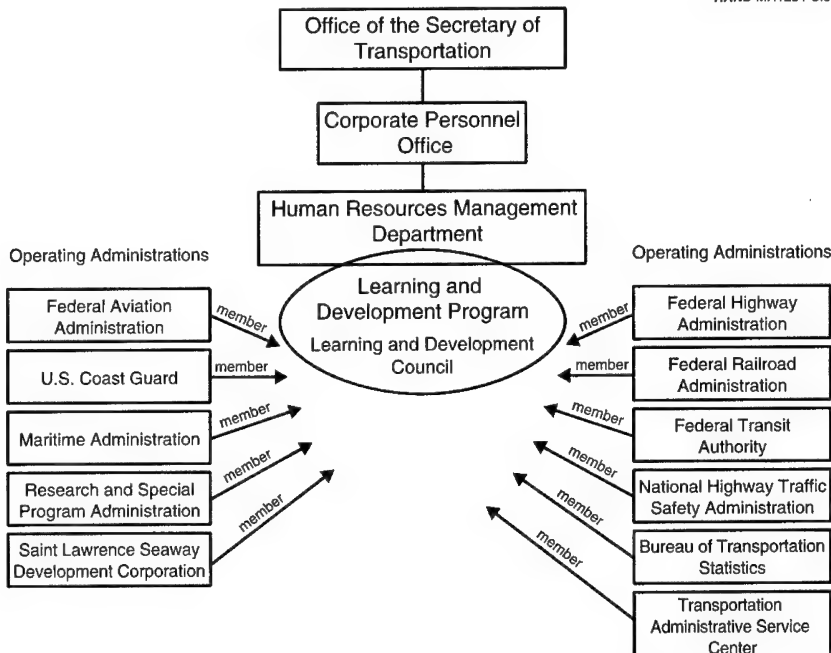 Office of the Secretary of
Transportation
Corporate Personnel
Office
Human Resources Management
Department
Learning and
Development Program
Learning and Development
Council
Operating Administrations
Federal Aviation
Administration
member
U.S. Coast Guard
member
Maritime Administration
member
Research and Special
Program Administration
member
Saint Lawrence Seaway
Development Corporation
member
Operating Administrations
Federal Highway
Administration
member
Federal Railroad
Administration
member
Federal Transit
Authority
member
National Highway Traffic
Safety Administration
member
Bureau of Transportation
Statistics
member
Transportation
Administrative Service
Center
member